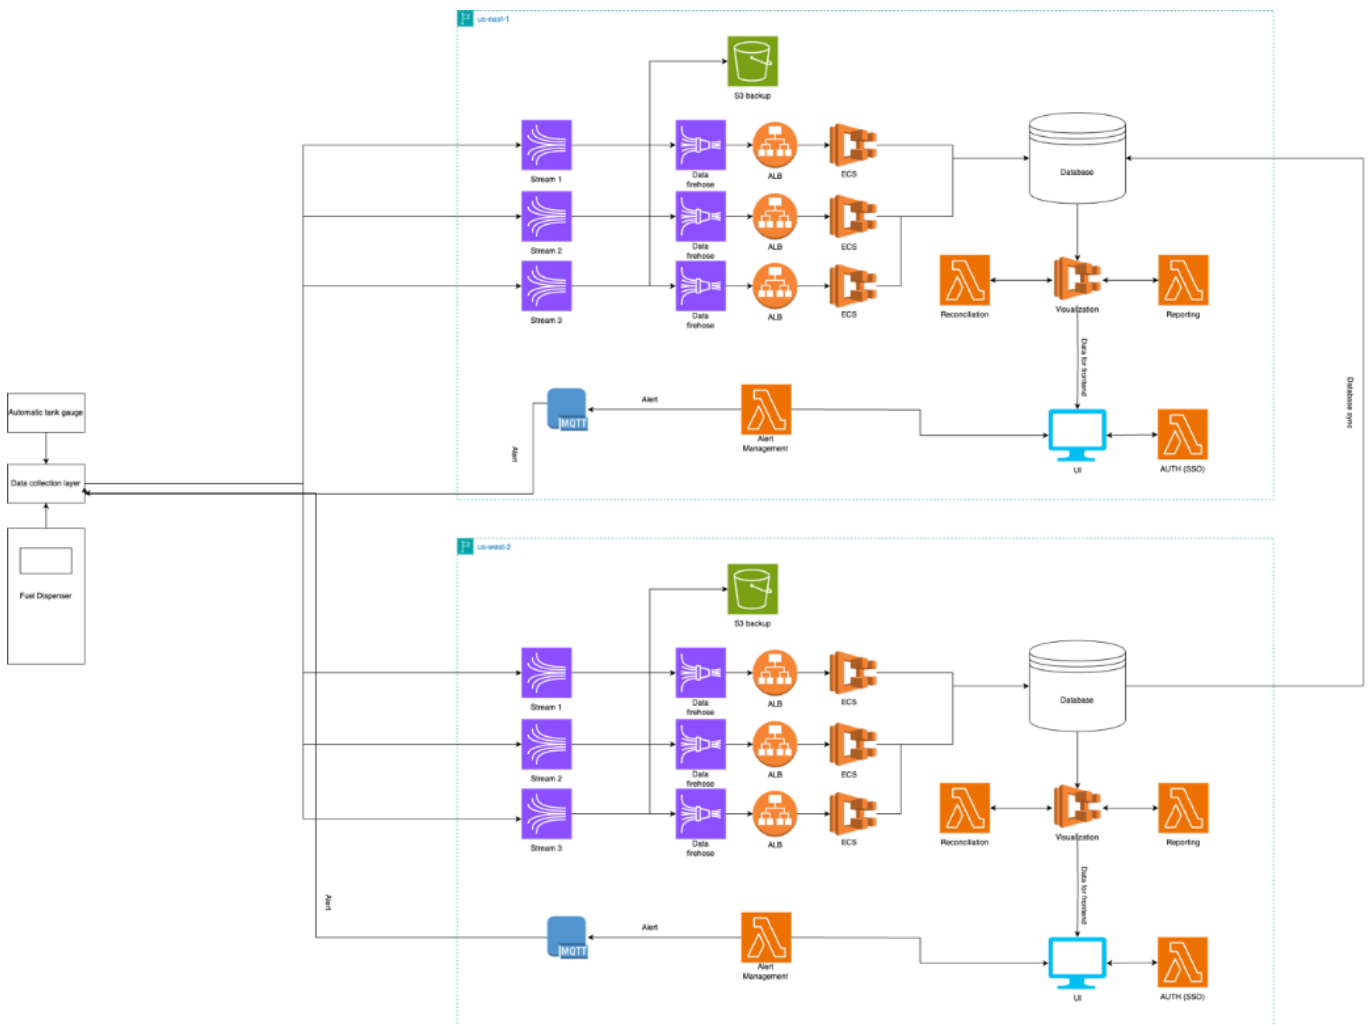 us-east-1
S3 backup
Stream 1
Data
firehose
ALB
ECS
Database
Stream 2
Data
firehose
ALB
ECS
Stream 3
Data
firehose
ALB
ECS
Reconciliation
Visualization
Reporting
Data for frontend
Database sync
Automatic tank gauge
MQTT
Alert
Alert
Management
Alert
UI
AUTH (SSO)
Data collection layer
Fuel Dispenser
us-west-2
S3 backup
Stream 1
Data
firehose
ALB
ECS
Database
Stream 2
Data
firehose
ALB
ECS
Stream 3
Data
firehose
ALB
ECS
Reconciliation
Visualization
Reporting
Data for frontend
Alert
MQTT
Alert
Alert
Management
UI
AUTH (SSO)